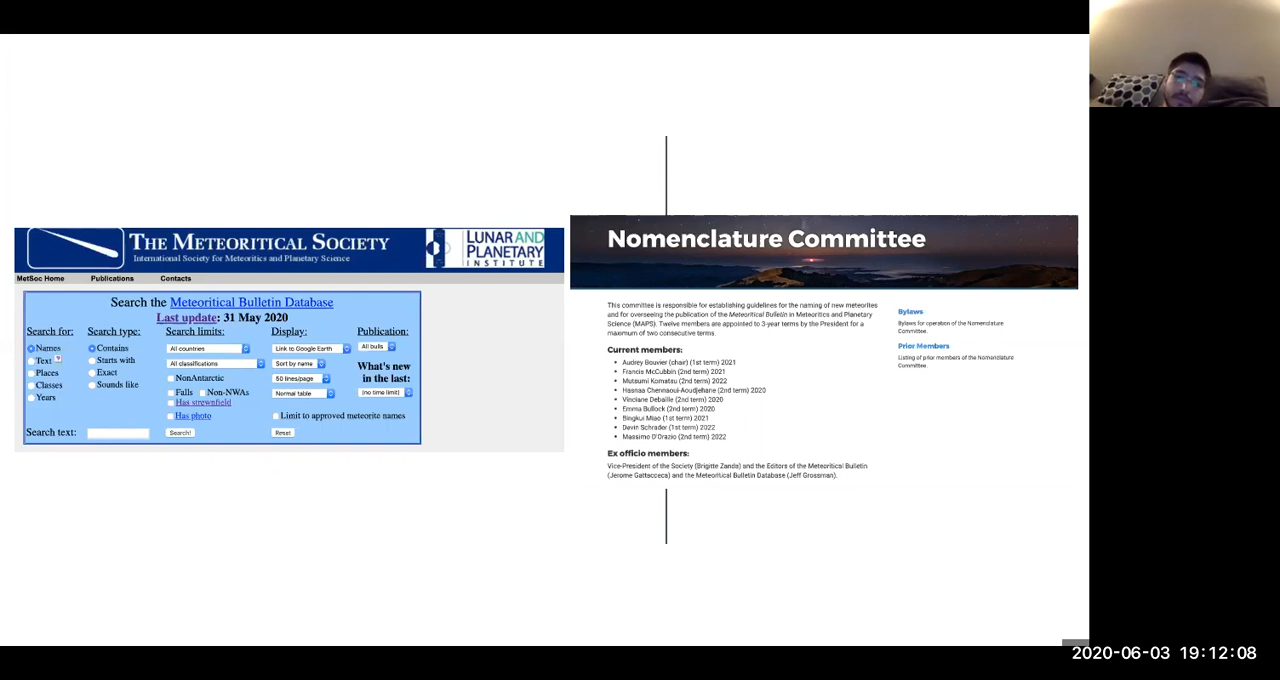 THE METEORITICAL SOCIETY
International Society for Meteoritics and Planetary Science
LUNAR AND
PLANETARY
INSTITUTE
MetSoc Home Publications Contacts
Search the Meteoritical Bulletin Database
Last update: 31 May 2020
Search for: Search type: Search limits: Display: Publication:
Names Contains All countries Link to Google Earth All bulls
Text ? Starts with All classifications Sort by name What's new
Places Exact NonAntarctic 50 lines/page in the last:
Classes Sounds like Falls Non-NWAs Normal table [no time limit]
Years Has strewnfield
Has photo Limit to approved meteorite names
Search text: Search! Reset
Nomenclature Committee
This committee is responsible for establishing guidelines for the naming of new meteorites
and for overseeing the publication of the Meteoritical Bulletin in Meteoritics and Planetary
Science (MAPS). Twelve members are appointed to 3-year terms by the President for a
maximum of two consecutive terms.
Current members:
• Audrey Bouvier (chair) (1st term) 2021
• Francis McCubbin (2nd term) 2021
• Mutsumi Komatsu (2nd term) 2022
• Hasnaa Chennaoui-Aoudjehane (2nd term) 2020
• Vinciane Debaille (2nd term) 2020
• Emma Bullock (2nd term) 2020
• Bingkui Miao (1st term) 2021
• Devin Schrader (1st term) 2022
• Massimo D'Orazio (2nd term) 2022
Ex officio members:
Vice-President of the Society (Brigitte Zanda) and the Editors of the Meteoritical Bulletin
(Jerome Gattacceca) and the Meteoritical Bulletin Database (Jeff Grossman).
Bylaws
Bylaws for operation of the Nomenclature
Committee.
Prior Members
Listing of prior members of the Nomenclature
Committee.
2020-06-03 19:12:08